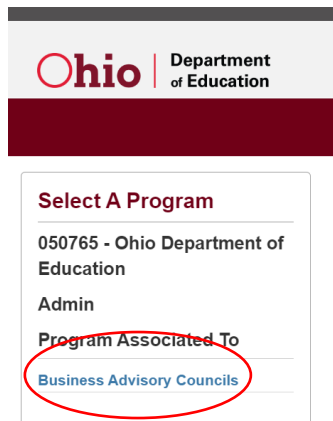 Ohio Department
of Education
Select A Program
050765 - Ohio Department of
Education
Admin
Program Associated To
Business Advisory Councils